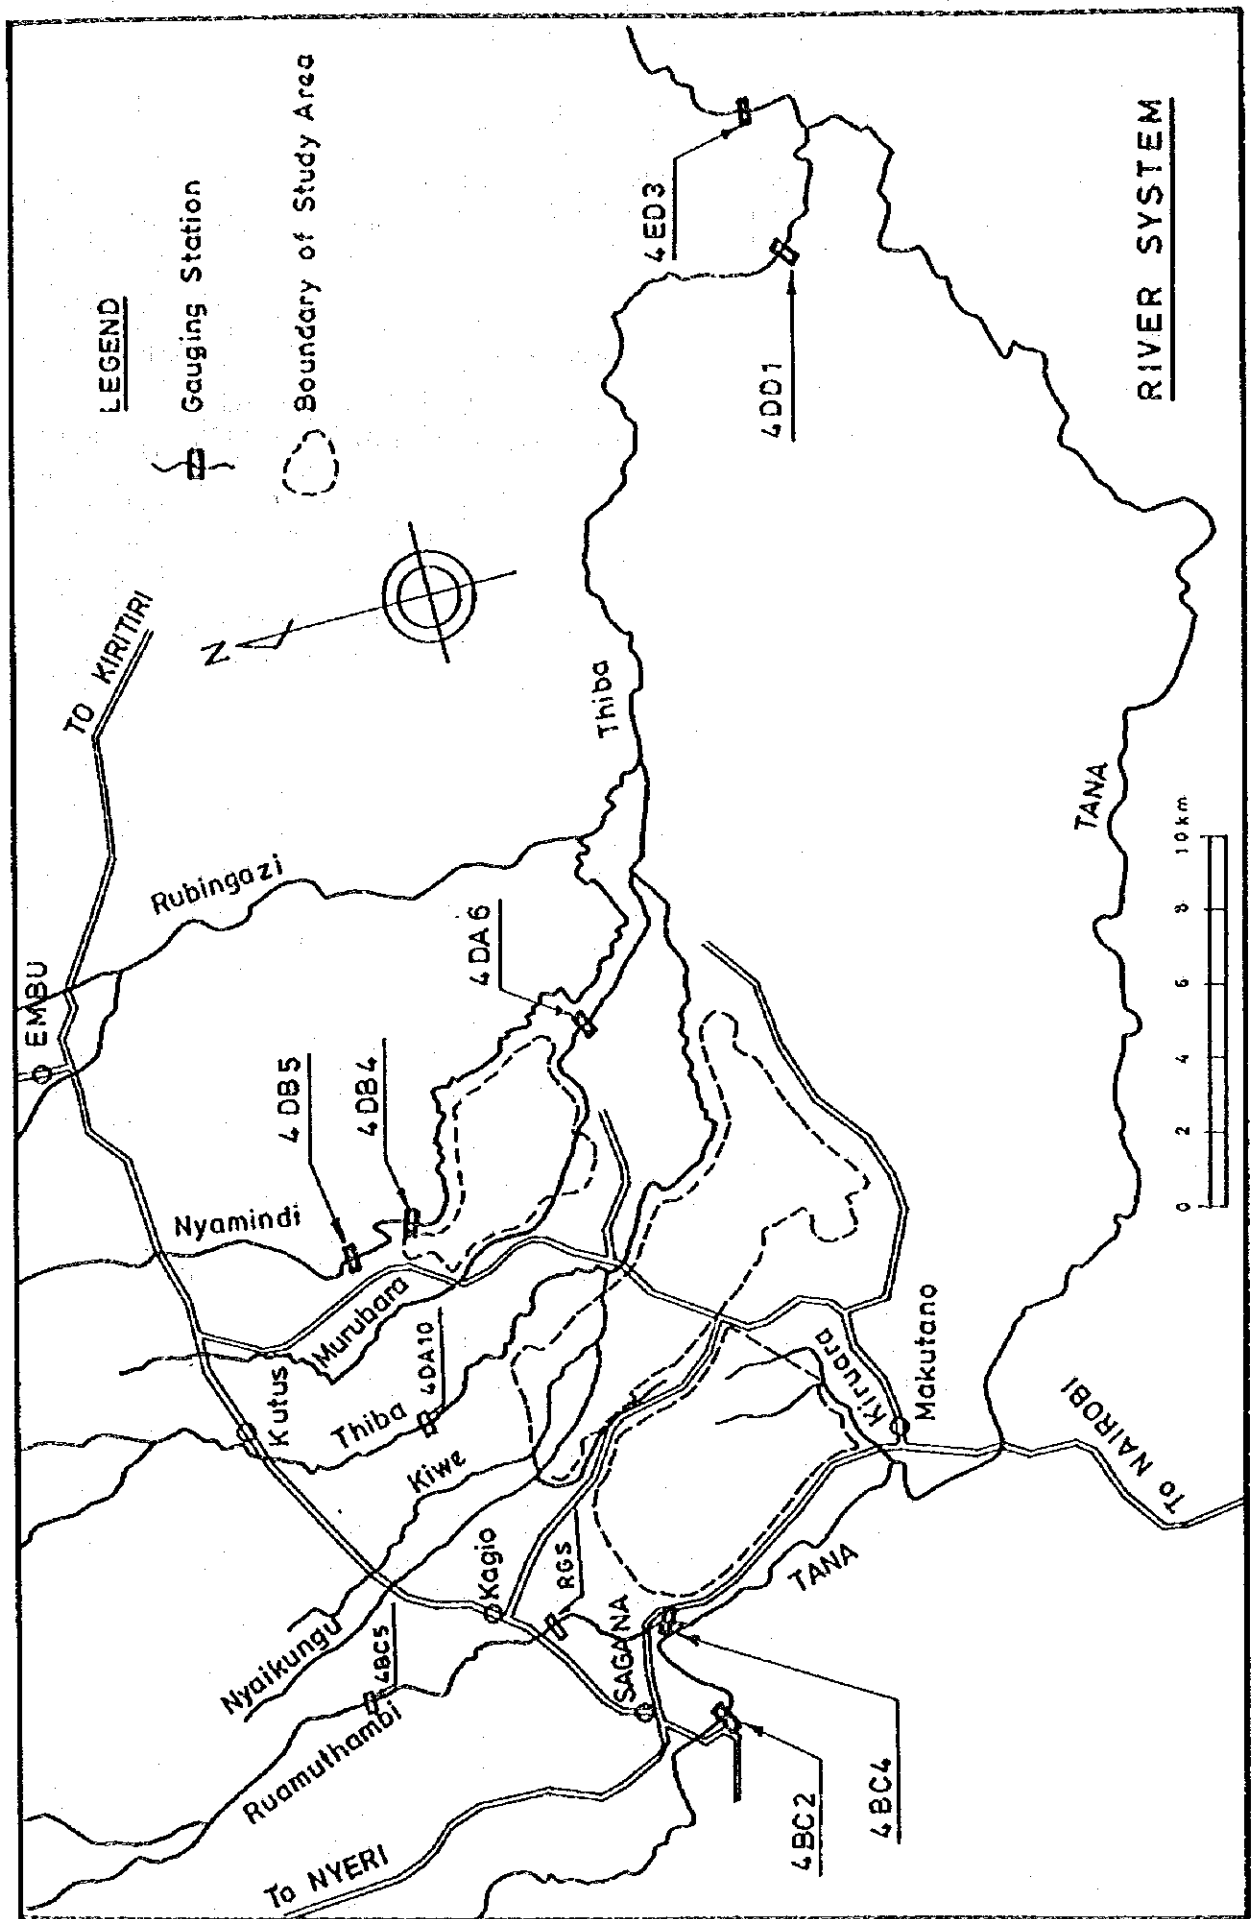 LEGEND
Gauging Station
Boundary of Study Area
N
TO KIRITIRI
EMBU
Rubingazi
4DB5
4DB4
4DA6
Nyamindi
Murubara
4DA10
Kutus
Thiba
Kiwe
Nyaikungu
4BC5
Ruamuthambi
To NYERI
Kagio
RGS
SAGANA
4BC2
4BC4
TANA
Kiruara
Makutano
To NAIROBI
Thiba
4ED3
4DD1
TANA
0 2 4 6 8 10km
RIVER SYSTEM